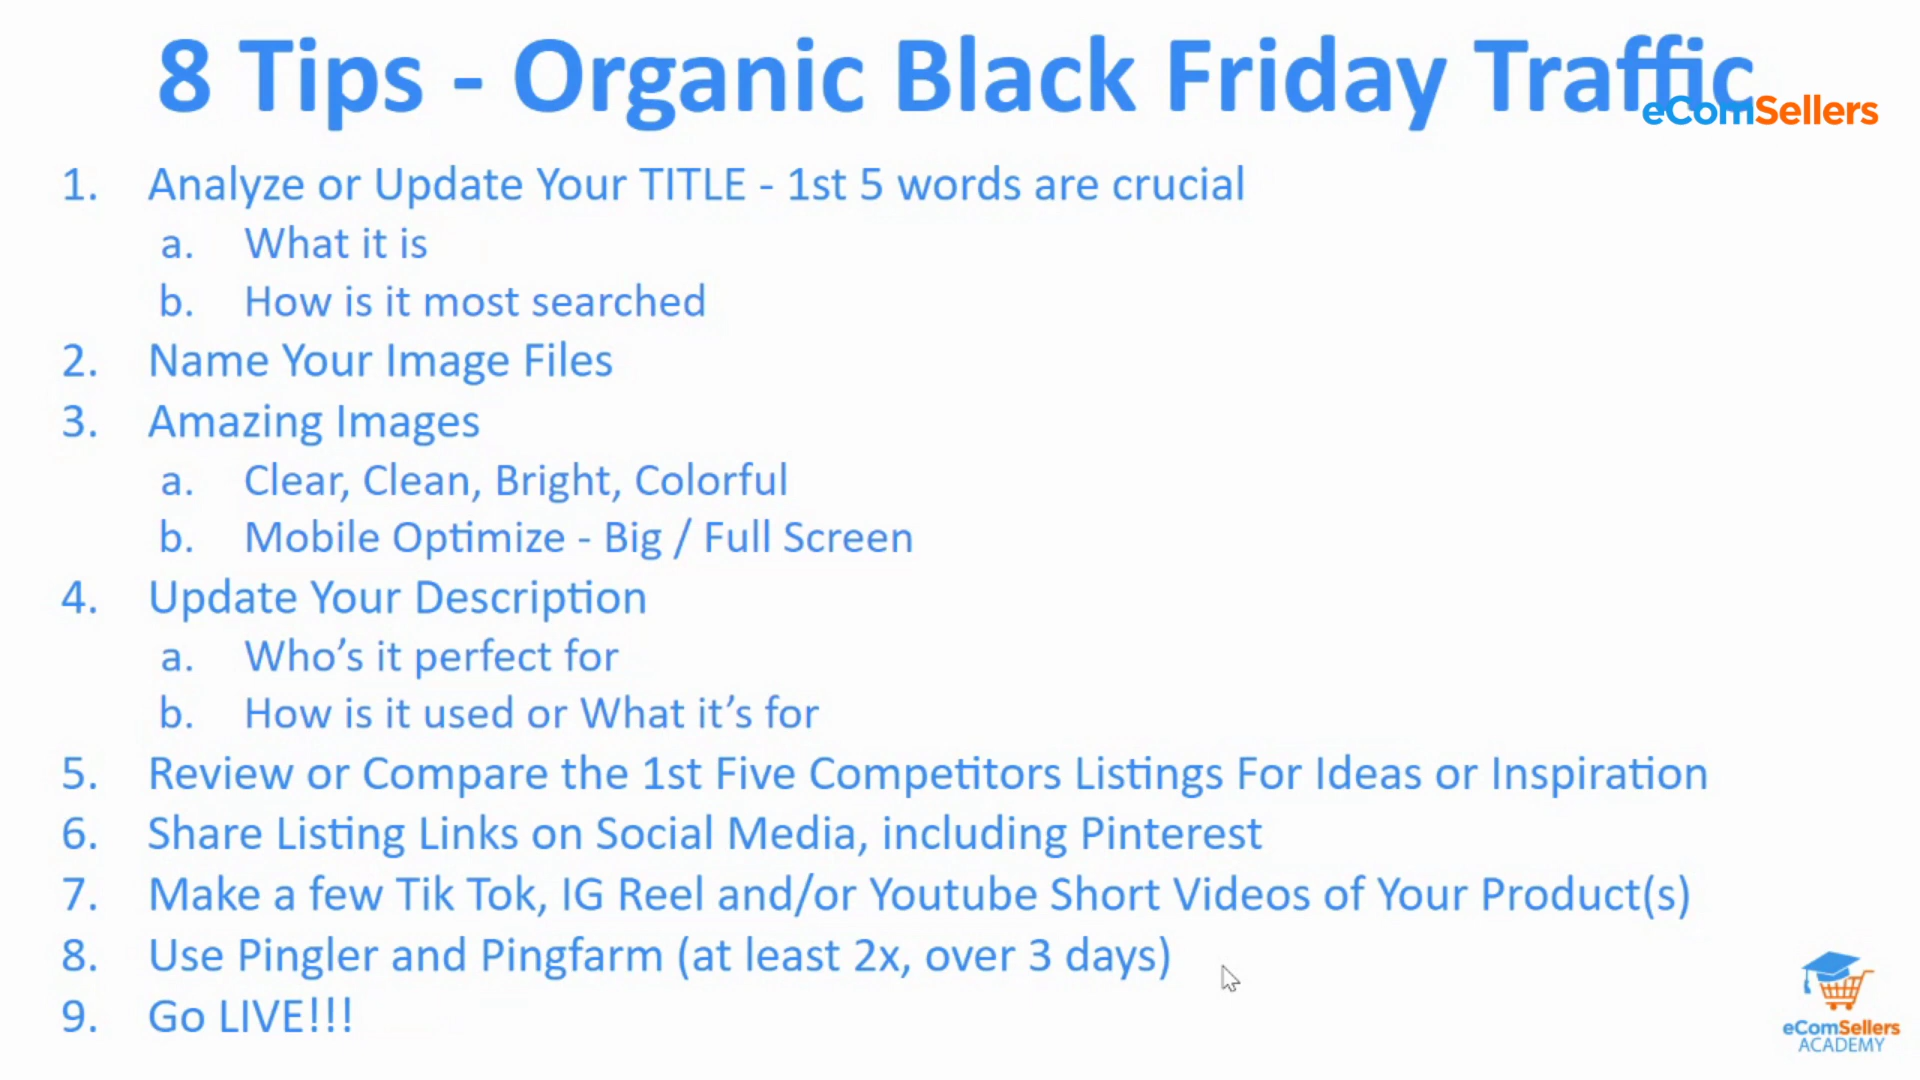 8 Tips - Organic Black Friday Traffic
eComSellers
1. Analyze or Update Your TITLE - 1st 5 words are crucial
a. What it is
b. How is it most searched
2. Name Your Image Files
3. Amazing Images
a. Clear, Clean, Bright, Colorful
b. Mobile Optimize - Big / Full Screen
4. Update Your Description
a. Who’s it perfect for
b. How is it used or What it’s for
5. Review or Compare the 1st Five Competitors Listings For Ideas or Inspiration
6. Share Listing Links on Social Media, including Pinterest
7. Make a few Tik Tok, IG Reel and/or Youtube Short Videos of Your Product(s)
8. Use Pingler and Pingfarm (at least 2x, over 3 days)
9. Go LIVE!!!
eComSellers
ACADEMY